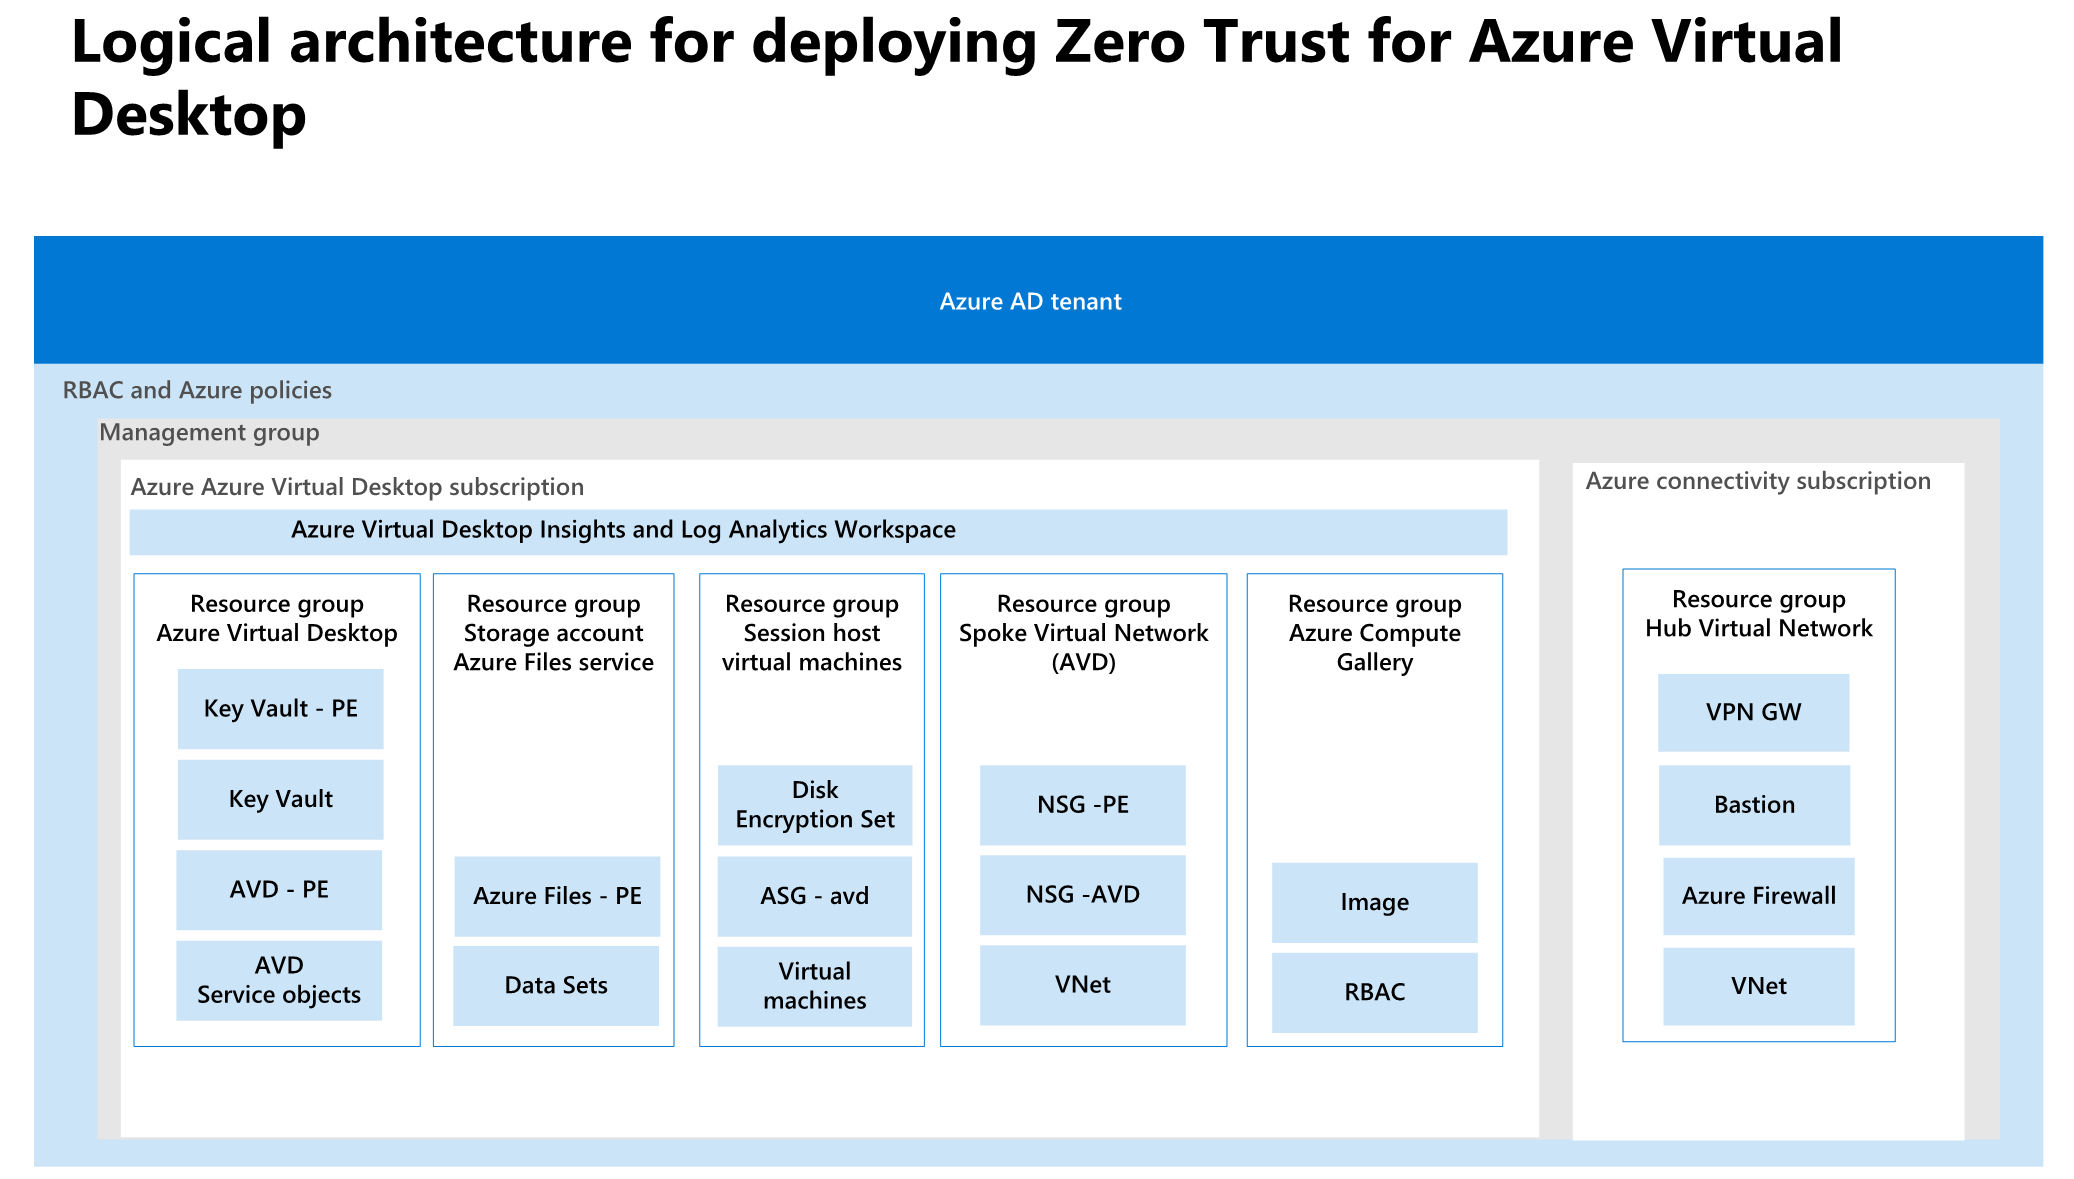 Logical architecture for deploying Zero Trust for Azure Virtual
Desktop
Azure AD tenant
RBAC and Azure policies
Management group
Azure Azure Virtual Desktop subscription
Azure Virtual Desktop Insights and Log Analytics Workspace
Resource group
Azure Virtual Desktop
Key Vault - PE
Key Vault
AVD - PE
AVD
Service objects
Resource group
Storage account
Azure Files service
Azure Files - PE
Data Sets
Resource group
Session host
virtual machines
Disk
Encryption Set
ASG - avd
Virtual
machines
Resource group
Spoke Virtual Network
(AVD)
NSG -PE
NSG -AVD
VNet
Resource group
Azure Compute
Gallery
Image
RBAC
Azure connectivity subscription
Resource group
Hub Virtual Network
VPN GW
Bastion
Azure Firewall
VNet